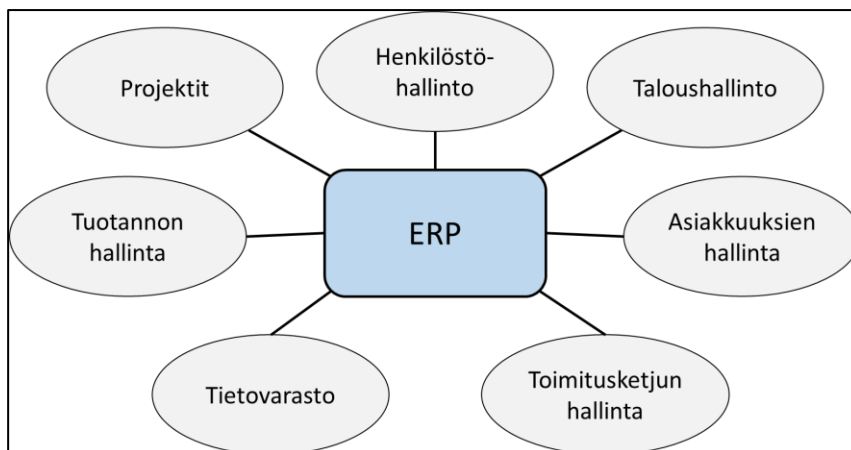 Projektit
Henkilöstö-
hallinto
Taloushallinto
Tuotannon
hallinta
ERP
Asiakkuuksien
hallinta
Tietovarasto
Toimitusketjun
hallinta